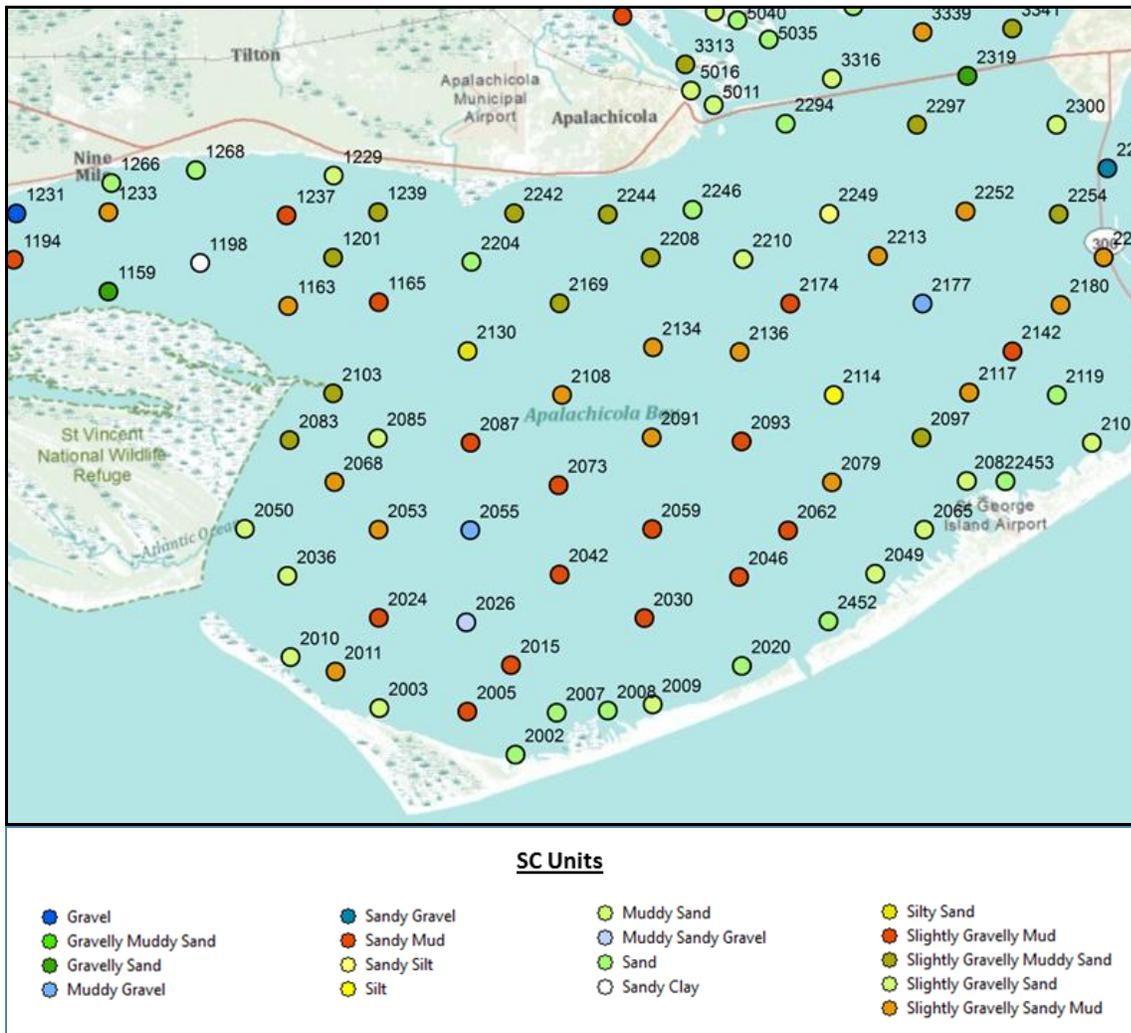 5040
3339
3341
5035
Tilton
3313
3316
2319
5016
Apalachicola
Municipal
Airport
5011
Apalachicola
2294
2297
2300
Nine
Mile
1266
1268
1229
1231
1233
1237
1239
2242
2244
2246
2249
2252
2254
1194
1198
1201
2204
2208
2210
2213
300
1159
1163
1165
2169
2174
2177
2180
2130
2134
2136
2142
2103
2108
2114
2117
2119
Apalachicola Bay
2083
2085
2087
2091
2093
2097
St Vincent
National Wildlife
Refuge
2068
2073
2079
2082
2453
2050
2053
2055
2059
2062
2065
St George
Island Airport
Atlantic Ocean
2036
2042
2046
2049
2024
2026
2030
2452
2010
2011
2015
2020
2003
2005
2007
2008
2009
2002
SC Units
Gravel
Gravelly Muddy Sand
Gravelly Sand
Muddy Gravel
Sandy Gravel
Sandy Mud
Sandy Silt
Silt
Muddy Sand
Muddy Sandy Gravel
Sand
Sandy Clay
Silty Sand
Slightly Gravelly Mud
Slightly Gravelly Muddy Sand
Slightly Gravelly Sand
Slightly Gravelly Sandy Mud